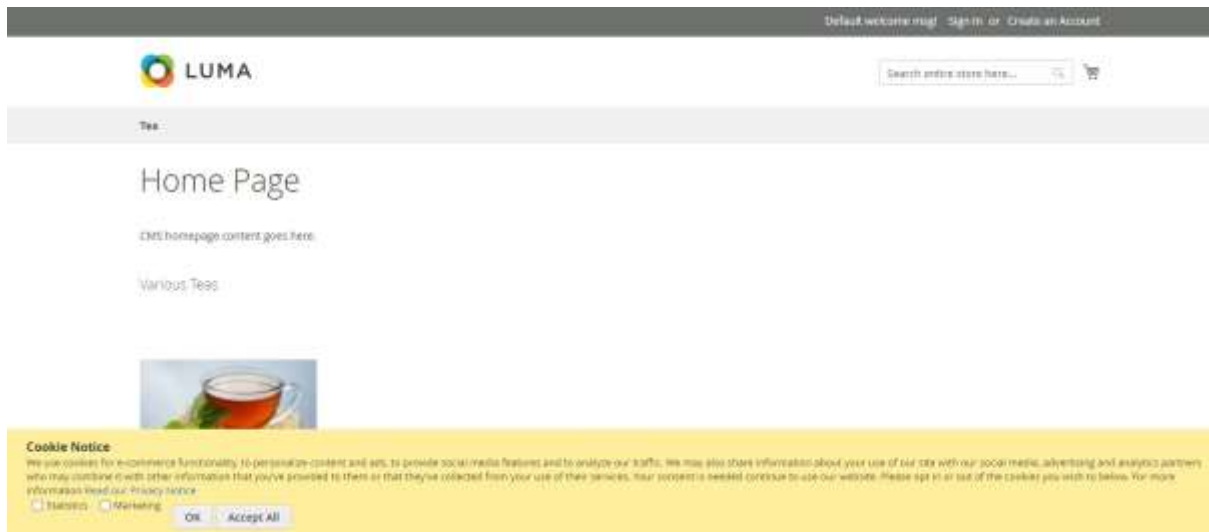 Default welcome msg! Sign In or Create an Account
LUMA
Search entire store here...
Tea
Home Page
CMS homepage content goes here.
Various Teas
Cookie Notice
We use cookies for e-commerce functionality, to personalize content and ads, to provide social media features and to analyze our traffic. We may also share information about your use of our site with our social media, advertising and analytics partners
who may combine it with other information that you've provided to them or that they've collected from your use of their services. Your consent is needed continue to use our website. Please opt in or out of the cookies you wish to below. For more
information Read our Privacy notice
Statistics Marketing OK Accept All